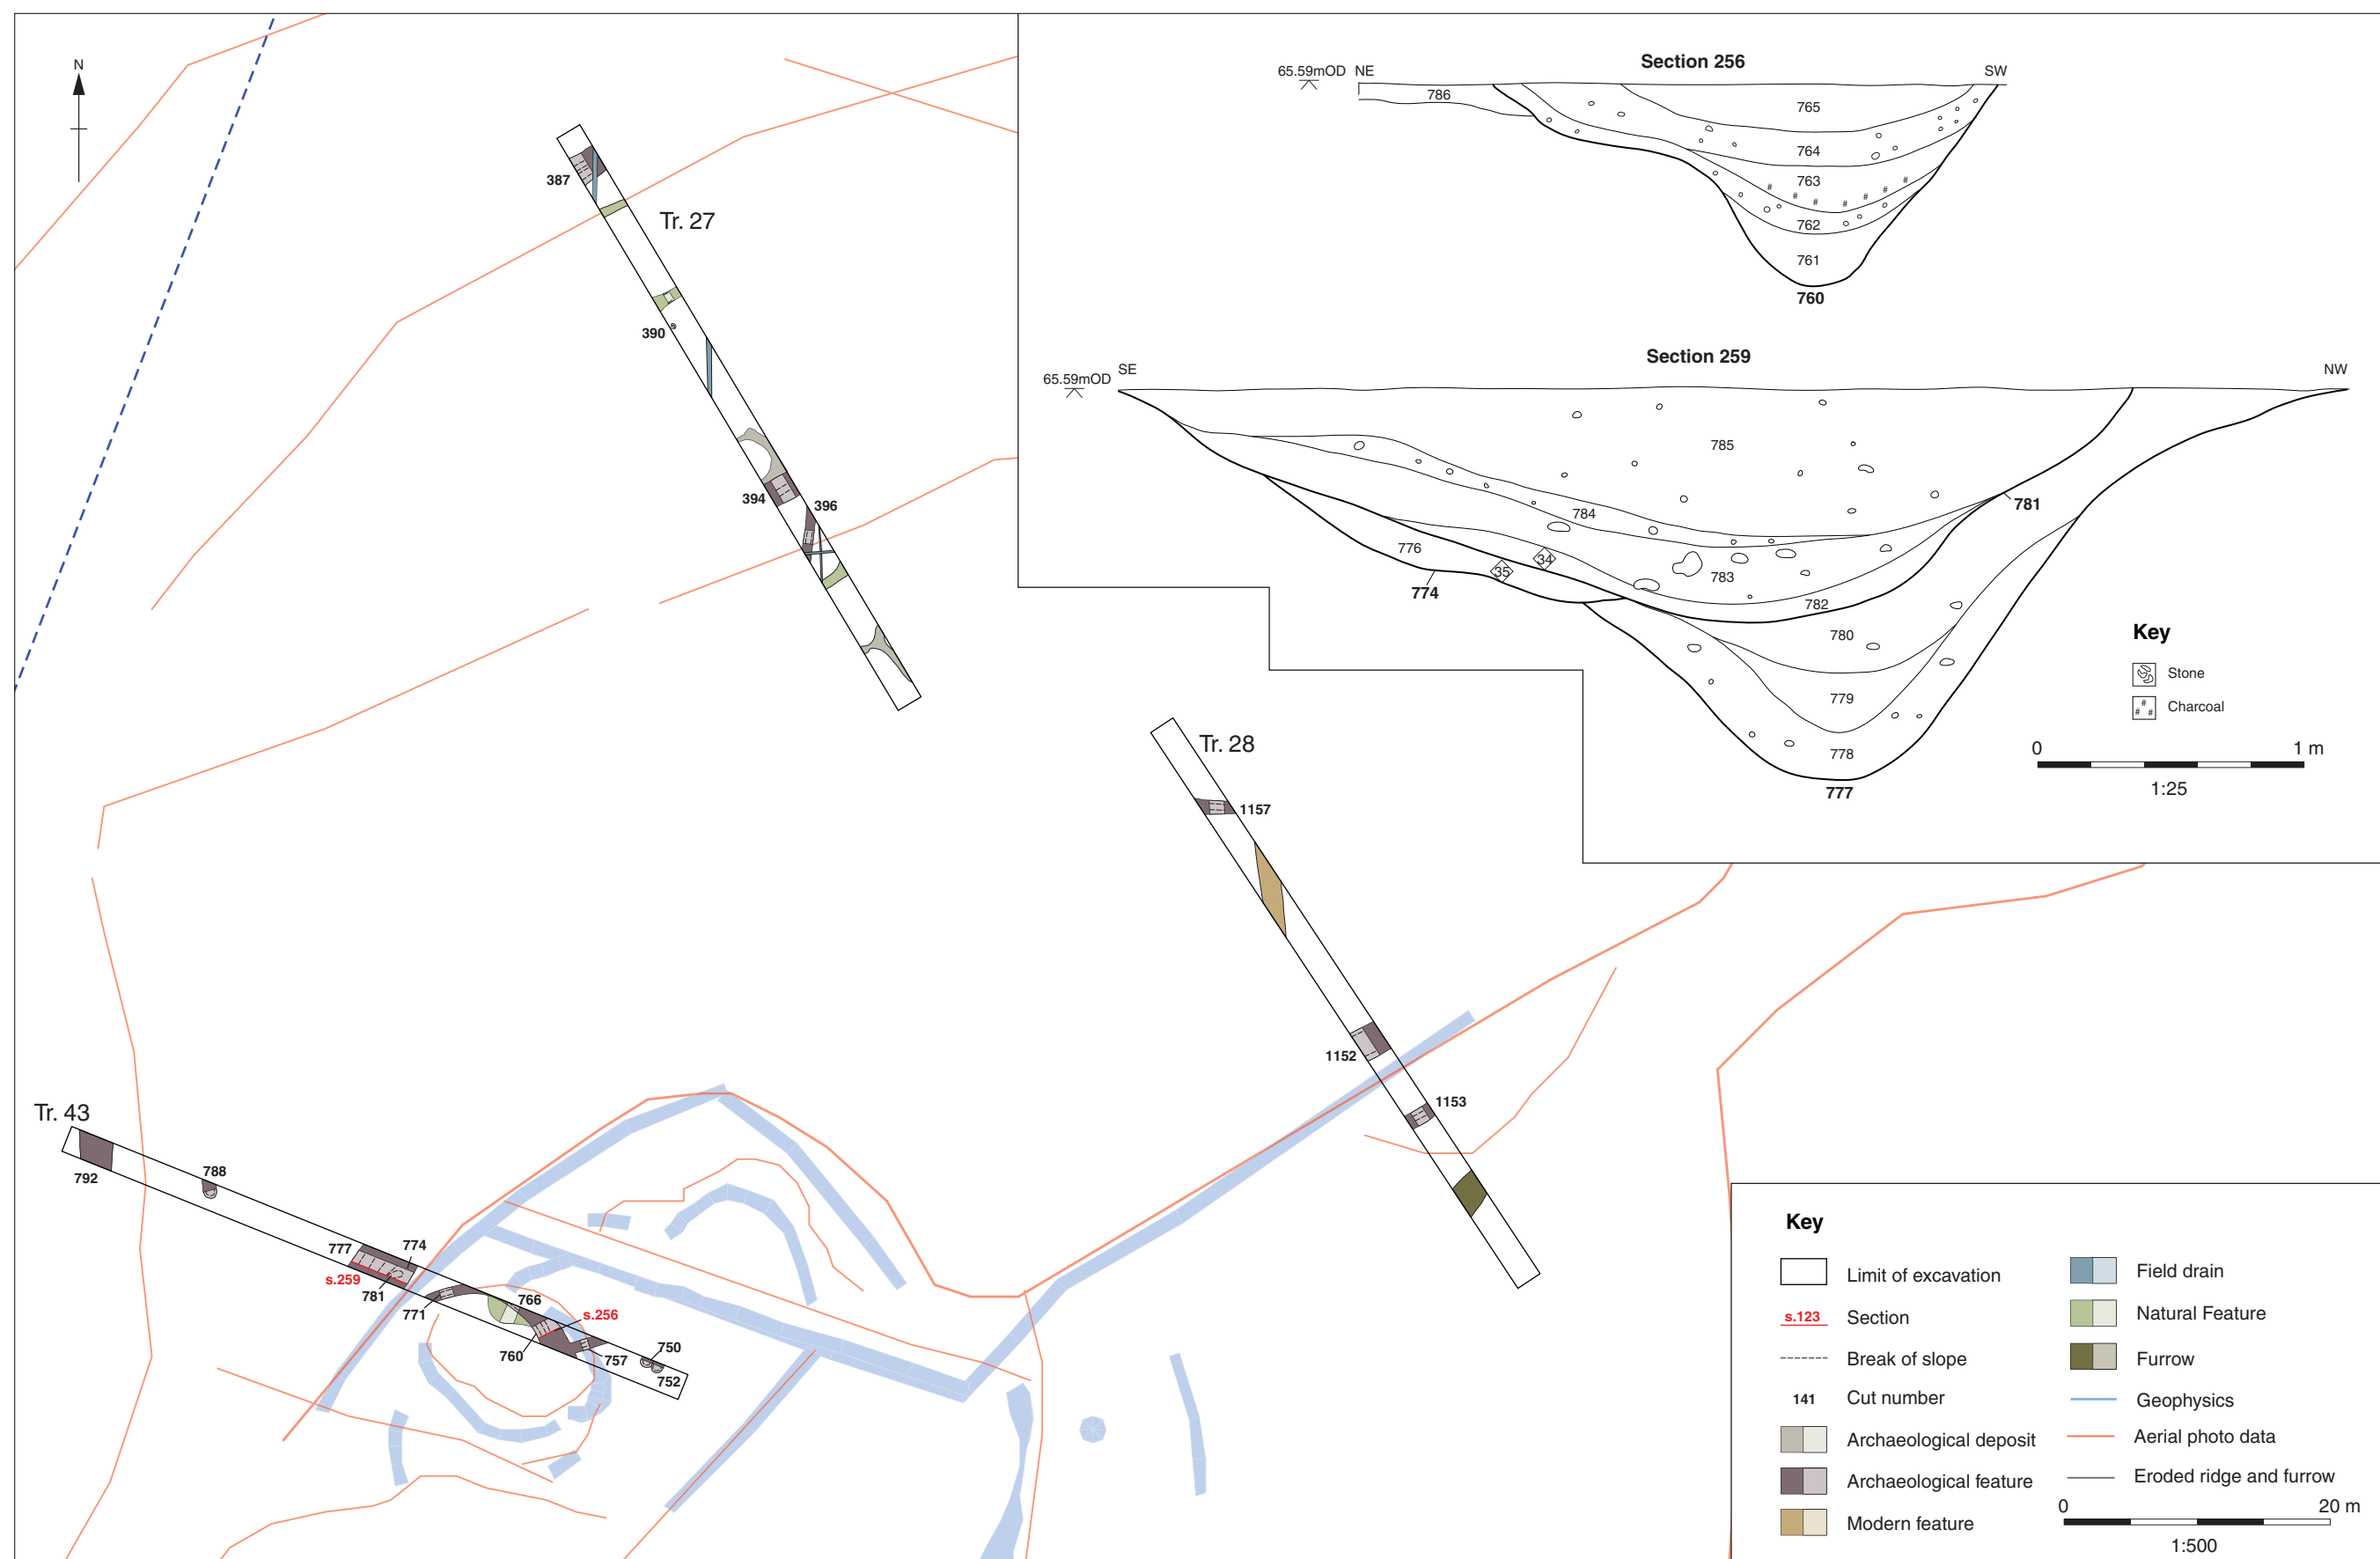 N
387
Tr. 27
390
394
396
Tr. 28
1157
1152
1153
Tr. 43
792
788
777
774
s.259
781
771
766
s.256
760
757
750
752
Section 256
65.59mOD NE
SW
786
765
764
763
762
761
760
Section 259
65.59mOD SE
NW
785
784
781
776
34
35
783
774
782
780
779
778
777
Key
Stone
Charcoal
0 1 m
1:25
Key
Limit of excavation
s.123 Section
Break of slope
141 Cut number
Archaeological deposit
Archaeological feature
Modern feature
Field drain
Natural Feature
Furrow
Geophysics
Aerial photo data
Eroded ridge and furrow
0 20 m
1:500